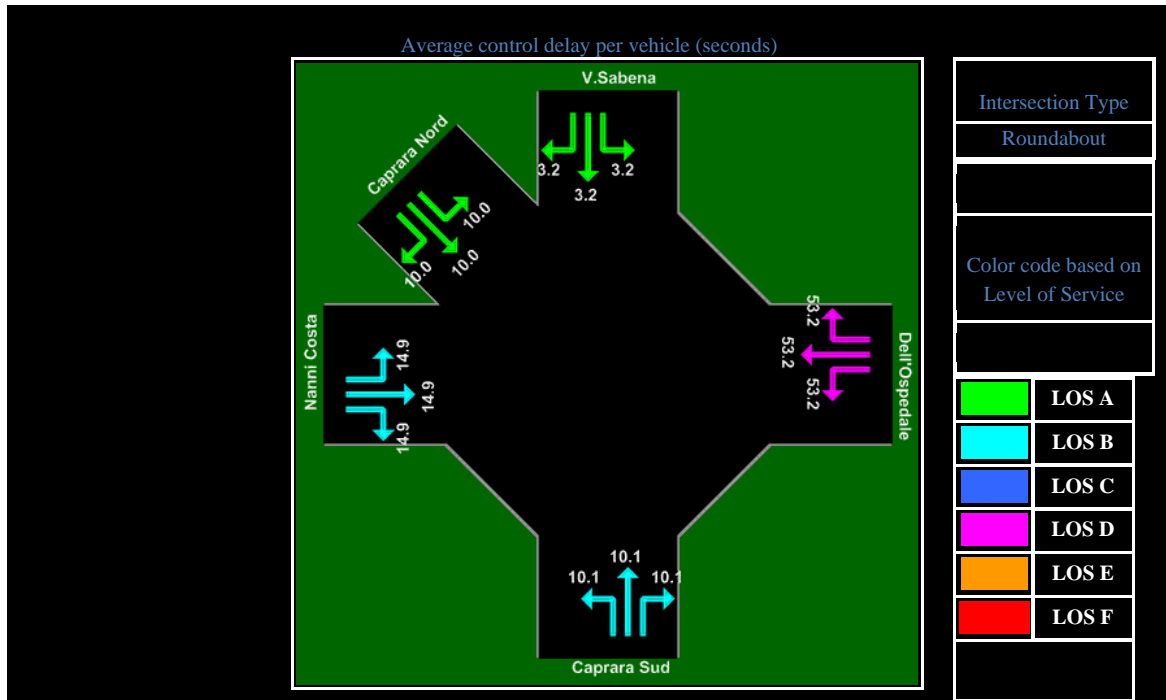 Average control delay per vehicle (seconds)
V.Sabena
3.2
3.2
3.2
Caprara Nord
10.0
10.0
10.0
Nanni Costa
14.9
14.9
14.9
53.2
53.2
53.2
Dell'Ospedale
10.1
10.1
10.1
Caprara Sud
Intersection Type
Roundabout
Color code based on
Level of Service
LOS A
LOS B
LOS C
LOS D
LOS E
LOS F